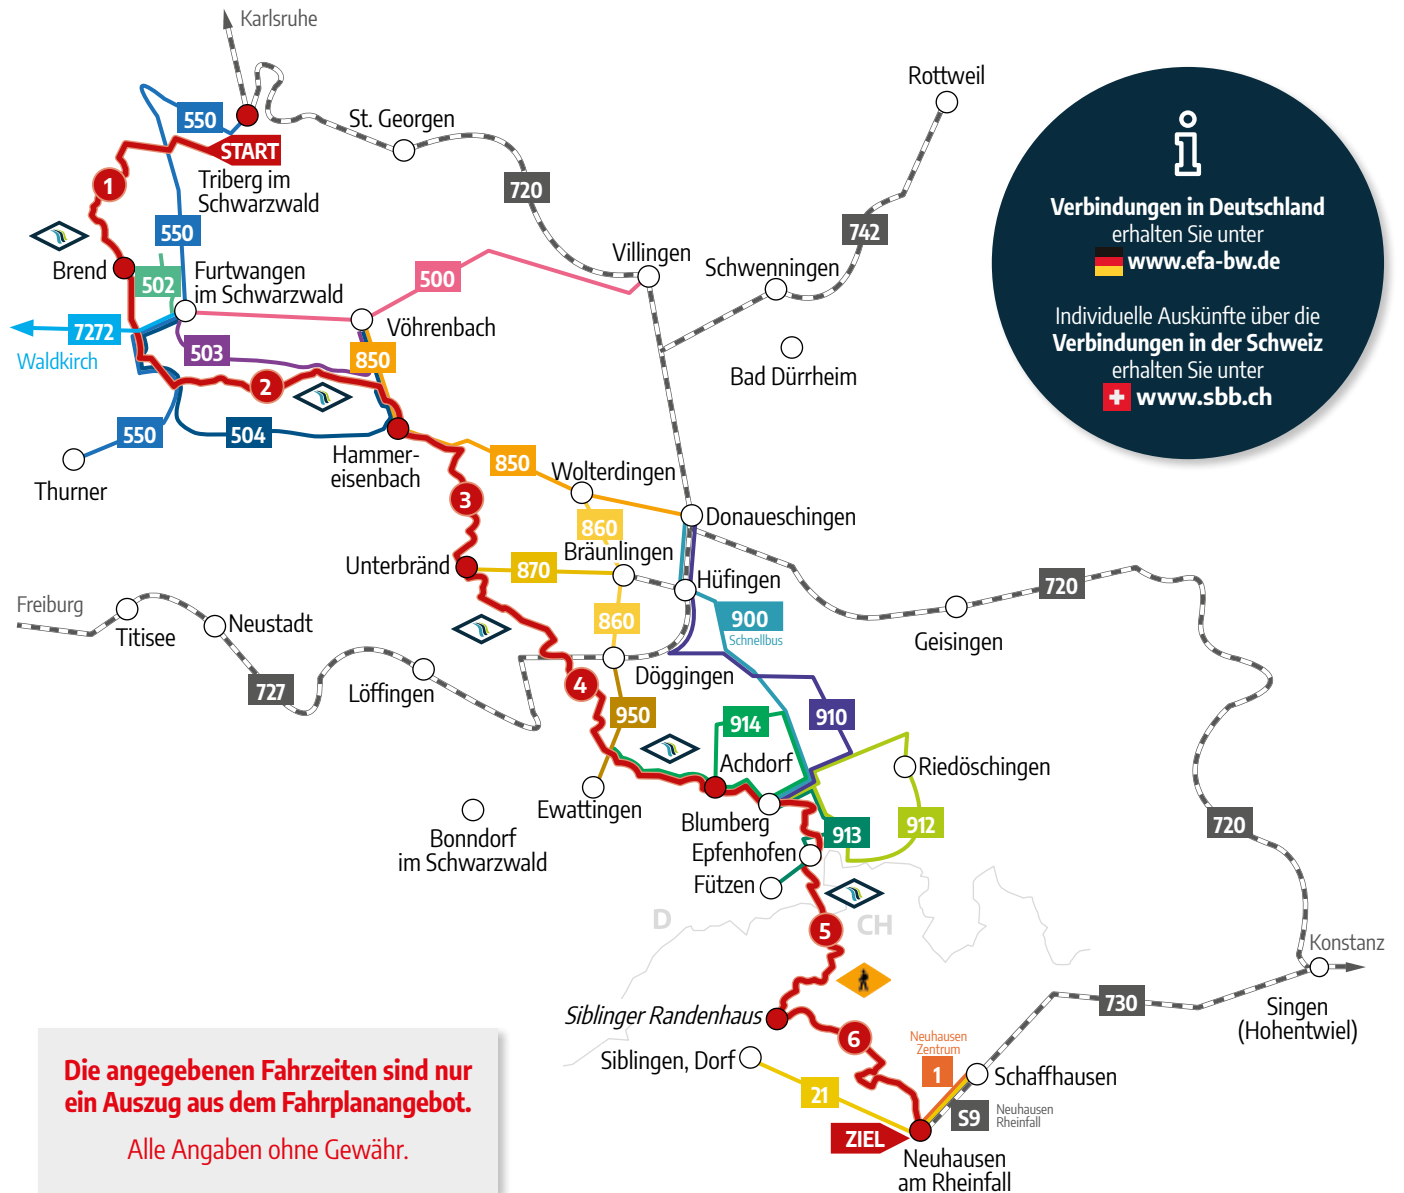 Karlsruhe
Rottweil
550
St. Georgen
START
Triberg im
Schwarzwald
1
720
742
550
Brend
502
Furtwangen
im Schwarzwald
500
Villingen
Schwenningen
7272
Waldkirch
503
Vöhrenbach
850
Bad Dürrheim
2
550
504
Thurner
Hammer-
eisenbach
850
Wolterdingen
3
860
Donaueschingen
Unterbränd
870
Bräunlingen
Hüfingen
720
Freiburg
Titisee
Neustadt
860
900
Schnellbus
Geisingen
727
Löffingen
4
Döggingen
950
914
910
Achdorf
Riedöschingen
Ewattingen
Blumberg
913
912
720
Bonndorf
im Schwarzwald
Epfenhofen
Fützen
D
CH
5
Konstanz
Singen
(Hohentwiel)
730
Siblinger Randenhaus
6
Siblingen, Dorf
Neuhausen
Zentrum
1
Schaffhausen
21
S9
Neuhausen
Rheinfall
ZIEL
Neuhausen
am Rheinfall
i
Verbindungen in Deutschland
erhalten Sie unter
www.efa-bw.de
Individuelle Auskünfte über die
Verbindungen in der Schweiz
erhalten Sie unter
www.sbb.ch
Die angegebenen Fahrzeiten sind nur
ein Auszug aus dem Fahrplanangebot.
Alle Angaben ohne Gewähr.